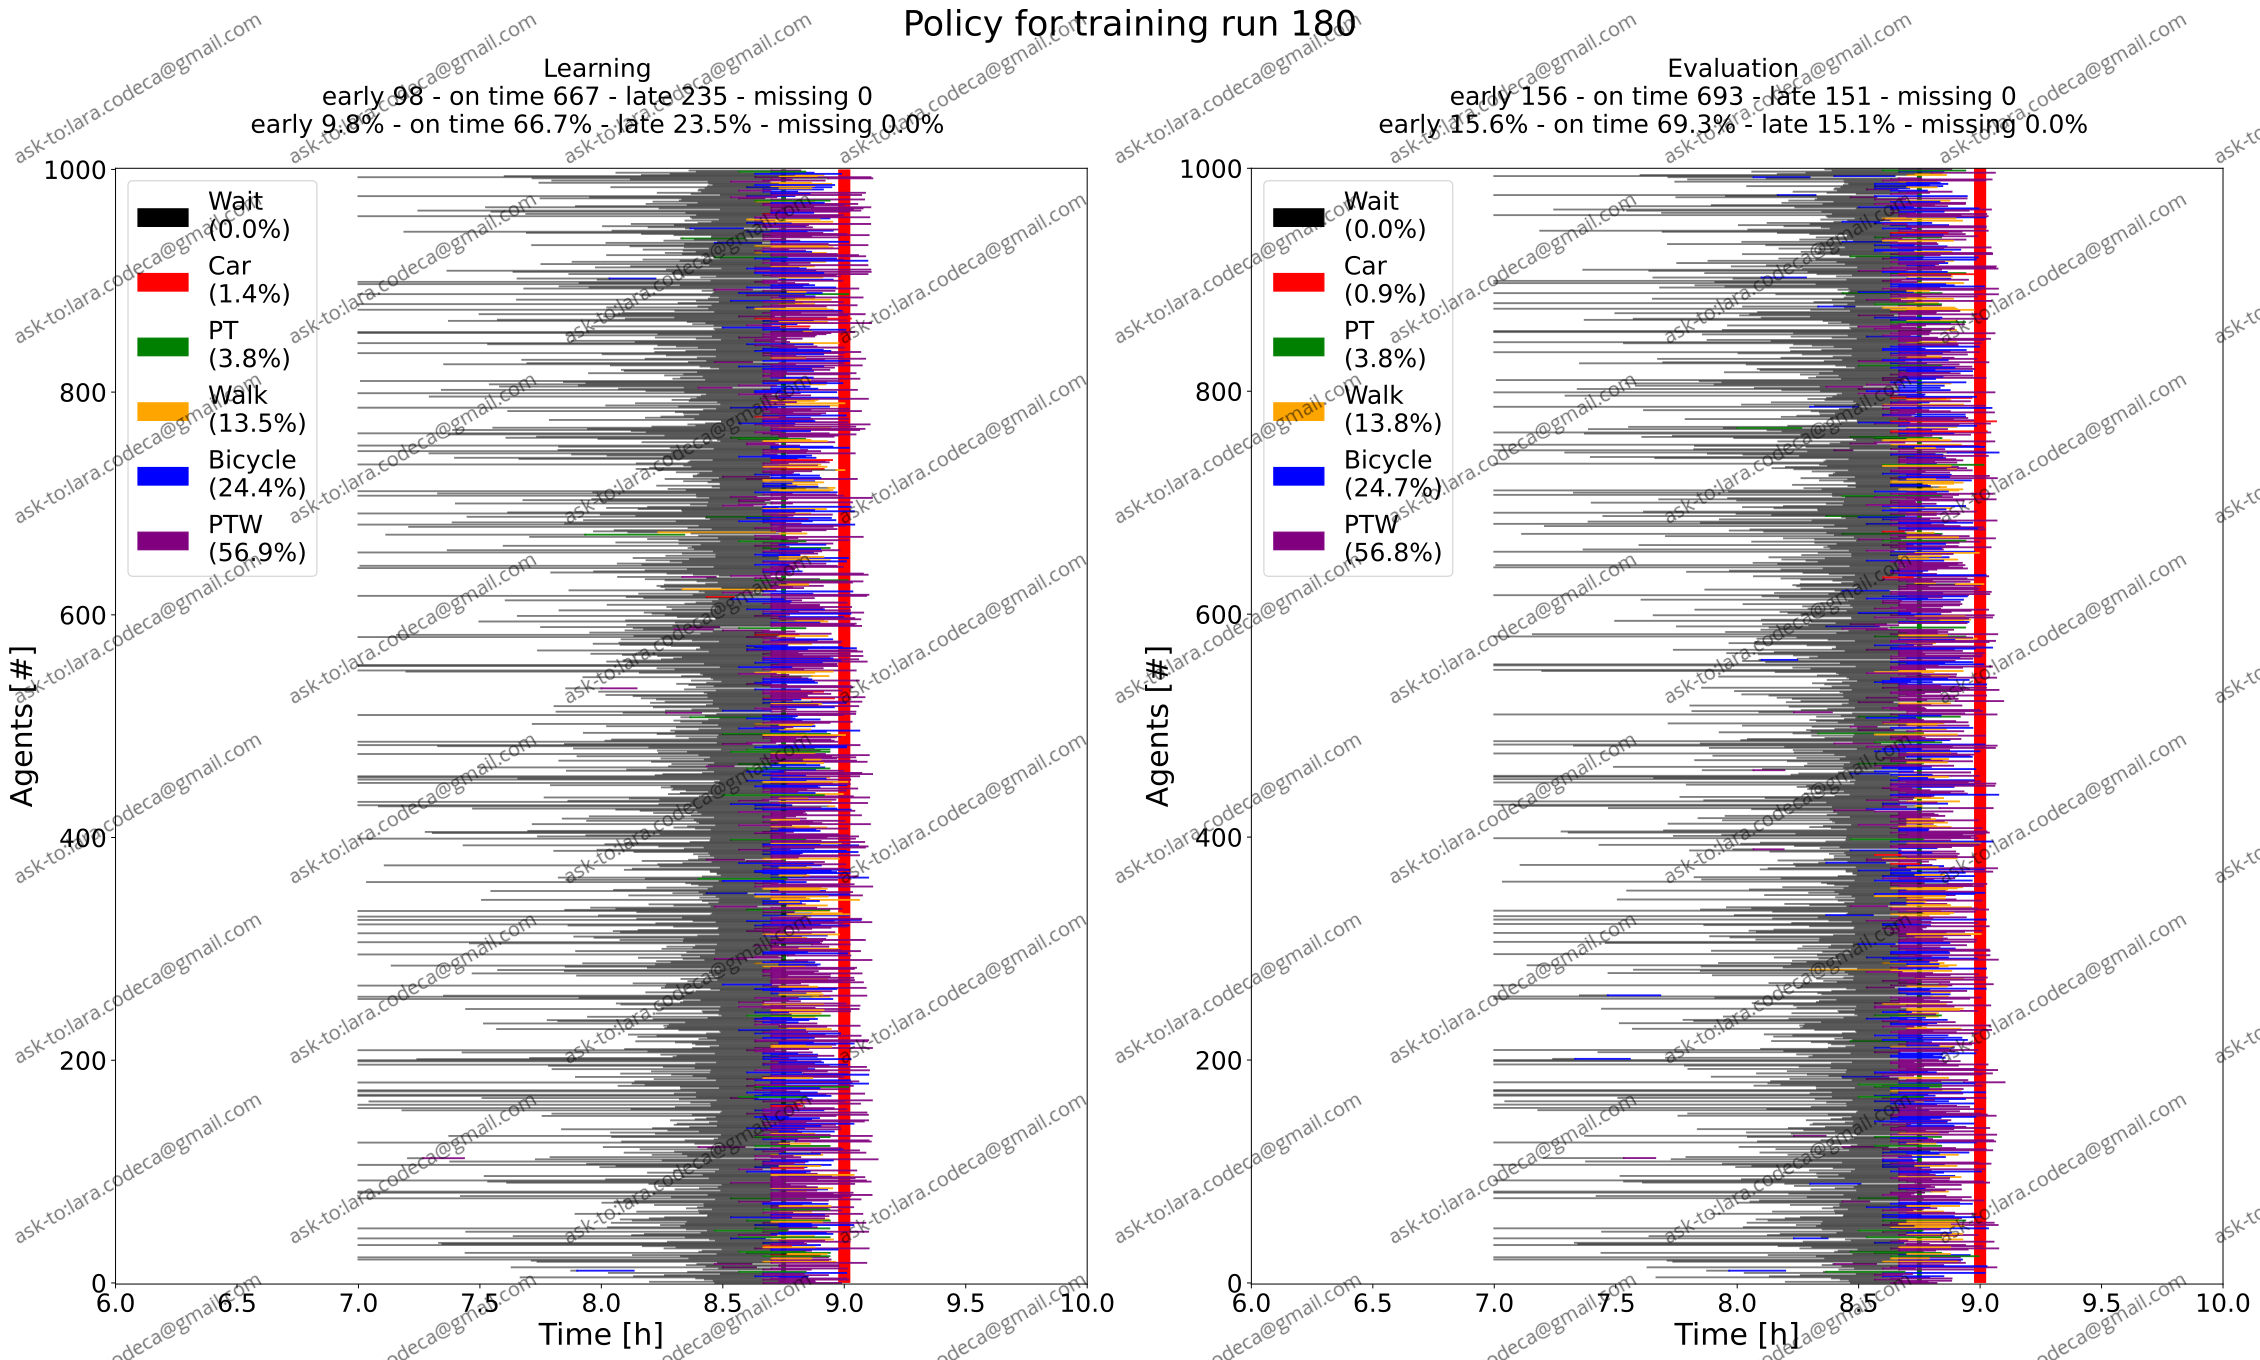 Policy for training run 180
Learning
early 98 - on time 667 - late 235 - missing 0
early 9.8% - on time 66.7% - late 23.5% - missing 0.0%
Wait
(0.0%)
Car
(1.4%)
PT
(3.8%)
Walk
(13.5%)
Bicycle
(24.4%)
PTW
(56.9%)
1000
800
600
400
200
0
Agents [#]
6.0 6.5 7.0 7.5 8.0 8.5 9.0 9.5 10.0
Time [h]
Evaluation
early 156 - on time 693 - late 151 - missing 0
early 15.6% - on time 69.3% - late 15.1% - missing 0.0%
Wait
(0.0%)
Car
(0.9%)
PT
(3.8%)
Walk
(13.8%)
Bicycle
(24.7%)
PTW
(56.8%)
1000
800
600
400
200
0
Agents [#]
6.0 6.5 7.0 7.5 8.0 8.5 9.0 9.5 10.0
Time [h]
ask-to:lara.codeca@gmail.com